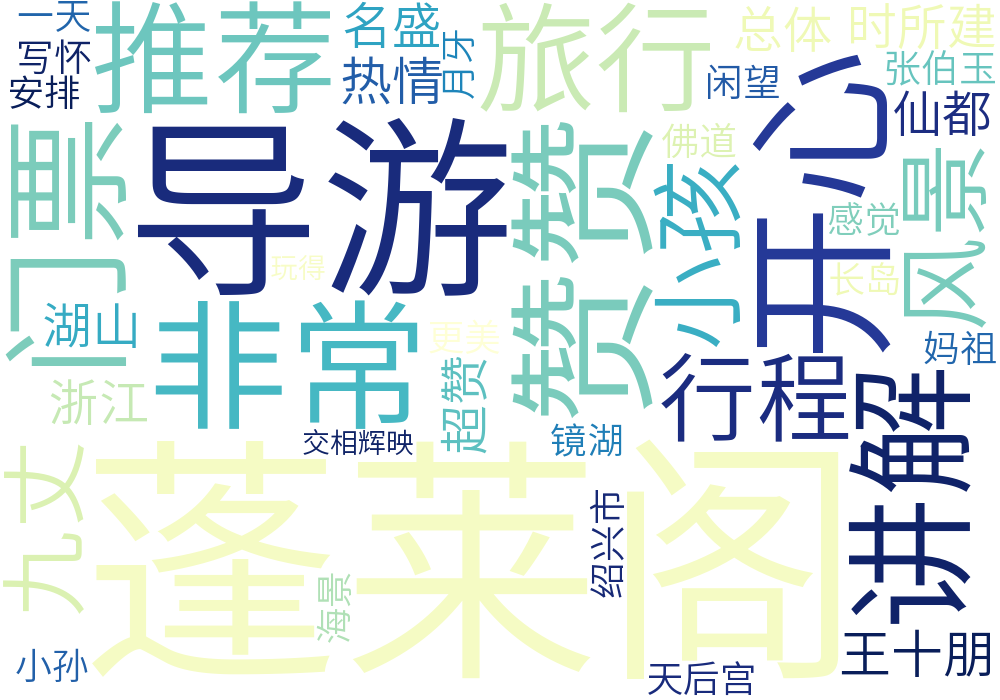 一天
推荐
名盛
旅行
总体
时所建
写怀
热情
月牙
闲望
张伯玉
安排
仙都
门票
导游
赞赞
佛道
小孩
开心
风景
感觉
玩得
长岛
湖山
非常
更美
妈祖
浙江
超赞
行程
讲解
交相辉映
镜湖
九丈
蓬莱阁
绍兴市
海景
小孙
天后宫
王十朋